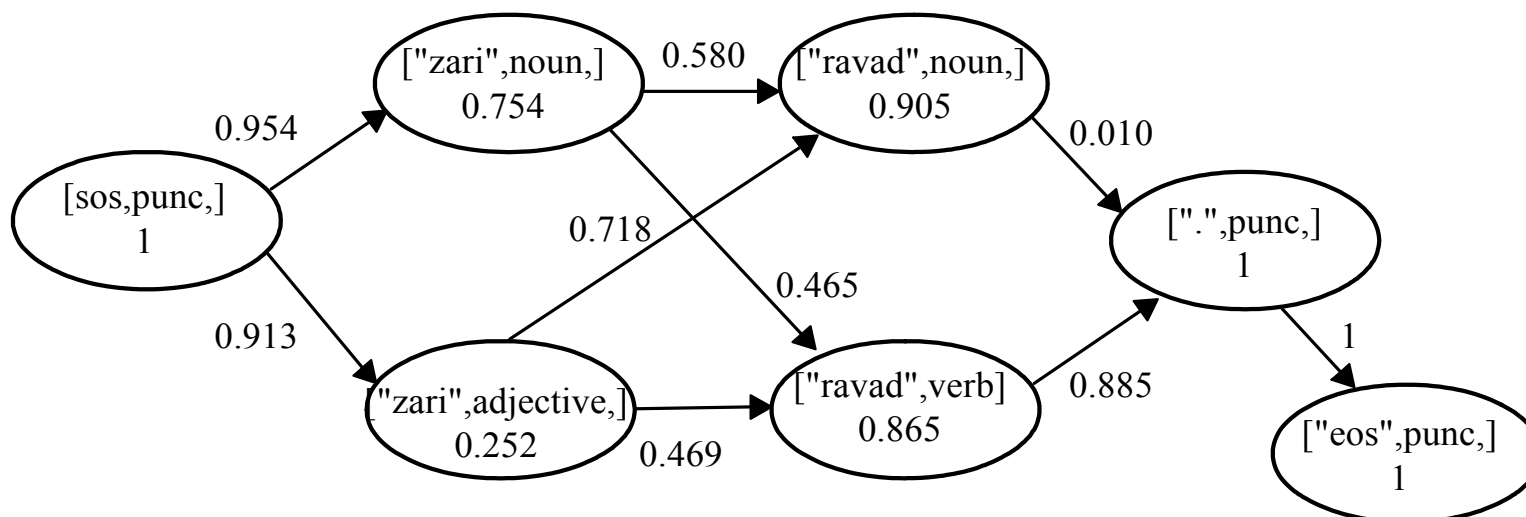 ["zari",noun,]
0.754
0.580
["ravad",noun,]
0.905
0.954
0.010
[sos,punc,]
1
0.718
[".",punc,]
1
0.465
0.913
1
["zari",adjective,]
0.252
0.469
["ravad",verb]
0.865
0.885
["eos",punc,]
1